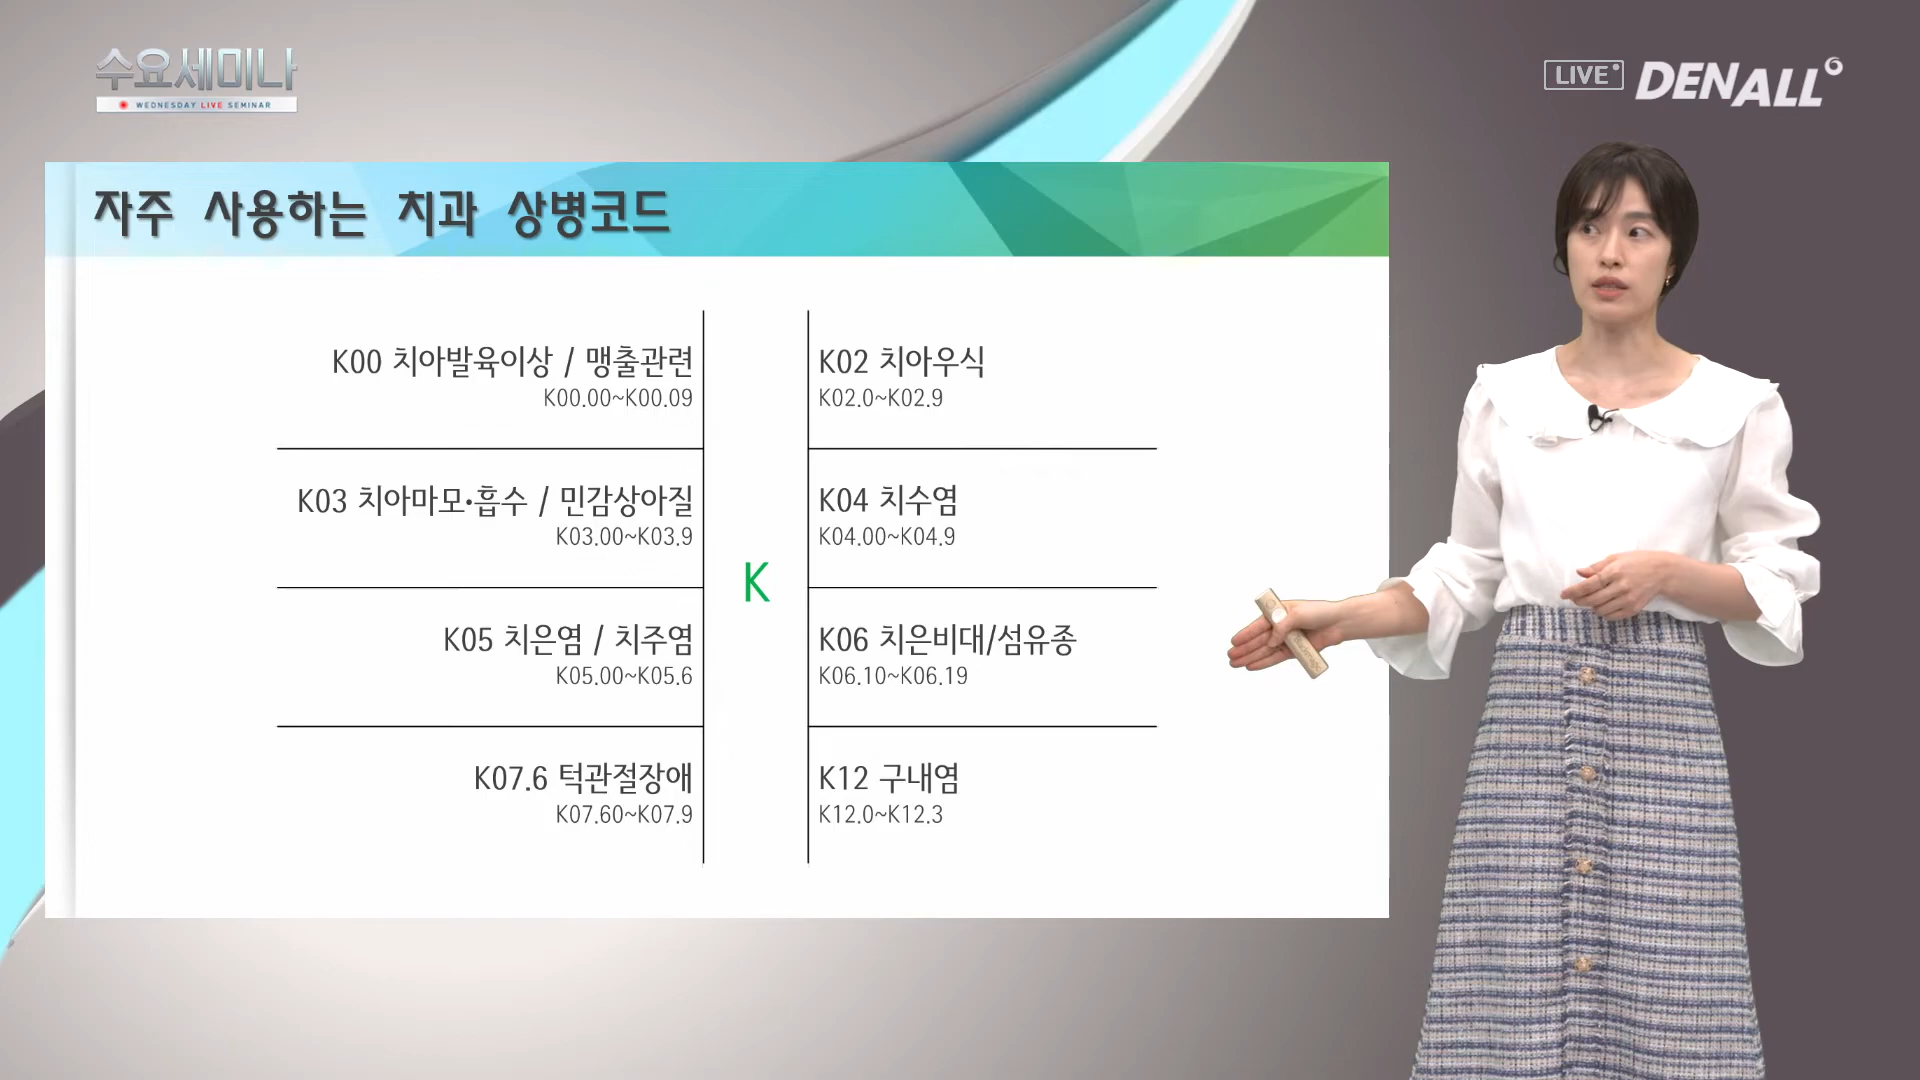 수요세미나
WEDNESDAY LIVE SEMINAR
LIVE
DENALL
자주 사용하는 치과 상병코드
K00 치아발육이상 / 맹출관련
K00.00~K00.09
K02 치아우식
K02.0~K02.9
K03 치아마모·흡수 / 민감상아질
K03.00~K03.9
K04 치수염
K04.00~K04.9
K
K05 치은염 / 치주염
K05.00~K05.6
K06 치은비대/섬유종
K06.10~K06.19
K07.6 턱관절장애
K07.60~K07.9
K12 구내염
K12.0~K12.3